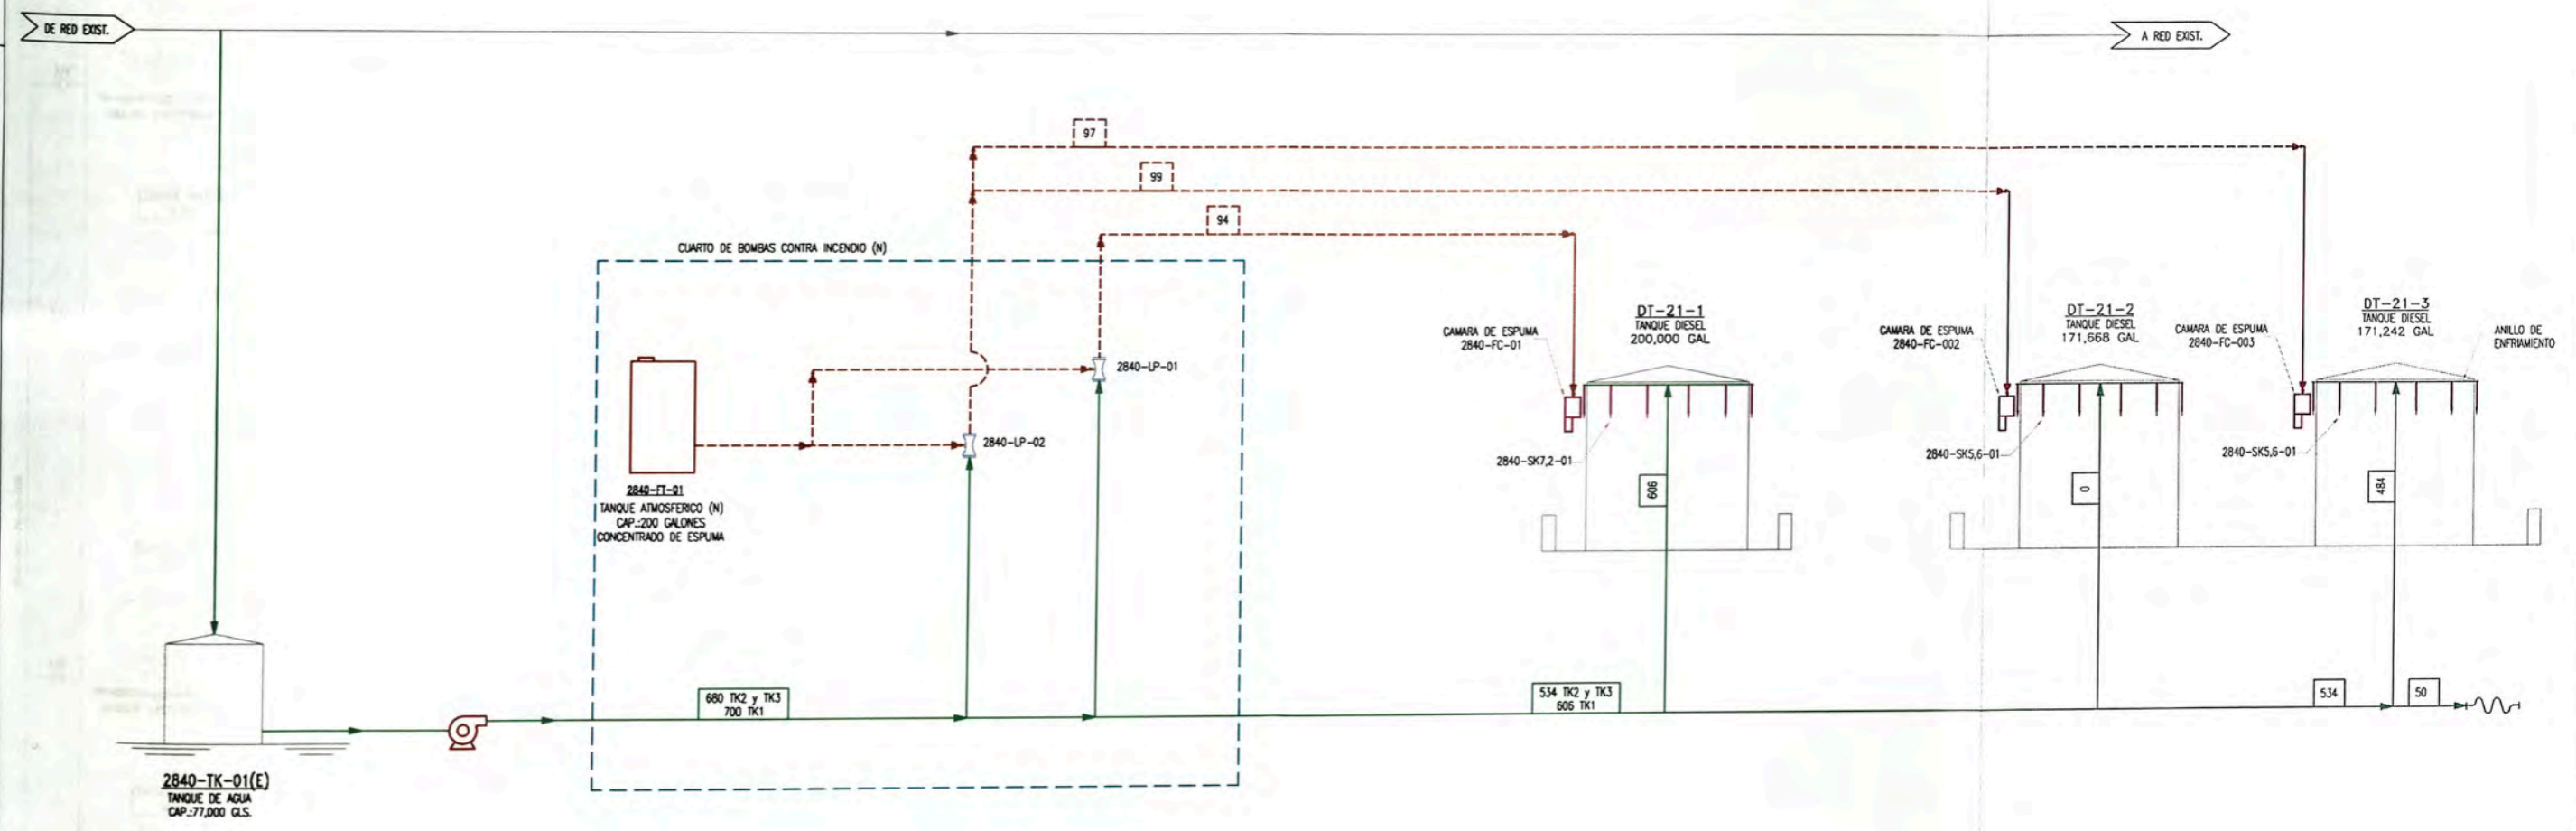 DE RED EXIST.
A RED EXIST.
97
99
94
CUARTO DE BOMBAS CONTRA INCENDIO (N)
2840-LP-01
2840-LP-02
2840-FT-01
TANQUE ATMOSFERICO (N)
CAP.:200 GALONES
CONCENTRADO DE ESPUMA
CAMARA DE ESPUMA
2840-FC-01
DT-21-1
TANQUE DIESEL
200,000 GAL
2840-SK7,2-01
606
CAMARA DE ESPUMA
2840-FC-002
DT-21-2
TANQUE DIESEL
171,668 GAL
2840-SK5,6-01
0
CAMARA DE ESPUMA
2840-FC-003
DT-21-3
TANQUE DIESEL
171,242 GAL
ANILLO DE
ENFRIAMIENTO
2840-SK5,6-01
484
680 TK2 y TK3
700 TK1
534 TK2 y TK3
606 TK1
534
50
2840-TK-01(E)
TANQUE DE AGUA
CAP.:77,000 GLS.